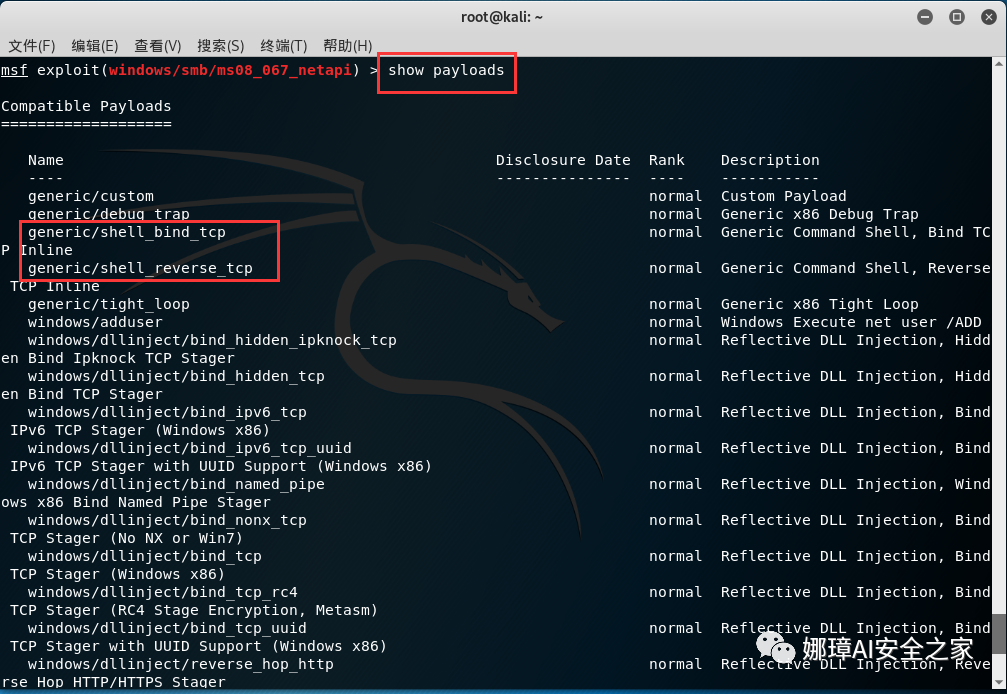 root@kali: ~
文件(F) 编辑(E) 查看(V) 搜索(S) 终端(T) 帮助(H)
msf exploit(windows/smb/ms08_067_netapi) > show payloads
Compatible Payloads
===================
Name Disclosure Date Rank Description
---- --------------- ---- -----------
generic/custom normal Custom Payload
generic/debug_trap normal Generic x86 Debug Trap
generic/shell_bind_tcp normal Generic Command Shell, Bind TC
P Inline
generic/shell_reverse_tcp normal Generic Command Shell, Reverse
TCP Inline
generic/tight_loop normal Generic x86 Tight Loop
windows/adduser normal Windows Execute net user /ADD
windows/dllinject/bind_hidden_ipknock_tcp normal Reflective DLL Injection, Hidd
en Bind Ipknock TCP Stager
windows/dllinject/bind_hidden_tcp normal Reflective DLL Injection, Hidd
en Bind TCP Stager
windows/dllinject/bind_ipv6_tcp normal Reflective DLL Injection, Bind
IPv6 TCP Stager (Windows x86)
windows/dllinject/bind_ipv6_tcp_uuid normal Reflective DLL Injection, Bind
IPv6 TCP Stager with UUID Support (Windows x86)
windows/dllinject/bind_named_pipe normal Reflective DLL Injection, Wind
ows x86 Bind Named Pipe Stager
windows/dllinject/bind_nonx_tcp normal Reflective DLL Injection, Bind
TCP Stager (No NX or Win7)
windows/dllinject/bind_tcp normal Reflective DLL Injection, Bind
TCP Stager (Windows x86)
windows/dllinject/bind_tcp_rc4 normal Reflective DLL Injection, Bind
TCP Stager (RC4 Stage Encryption, Metasm)
windows/dllinject/bind_tcp_uuid normal Reflective DLL Injection, Bind
TCP Stager with UUID Support (Windows x86)
娜璋AI安全之家
windows/dllinject/reverse_hop_http normal Reflective DLL Injection, Reve
rse Hop HTTP/HTTPS Stager